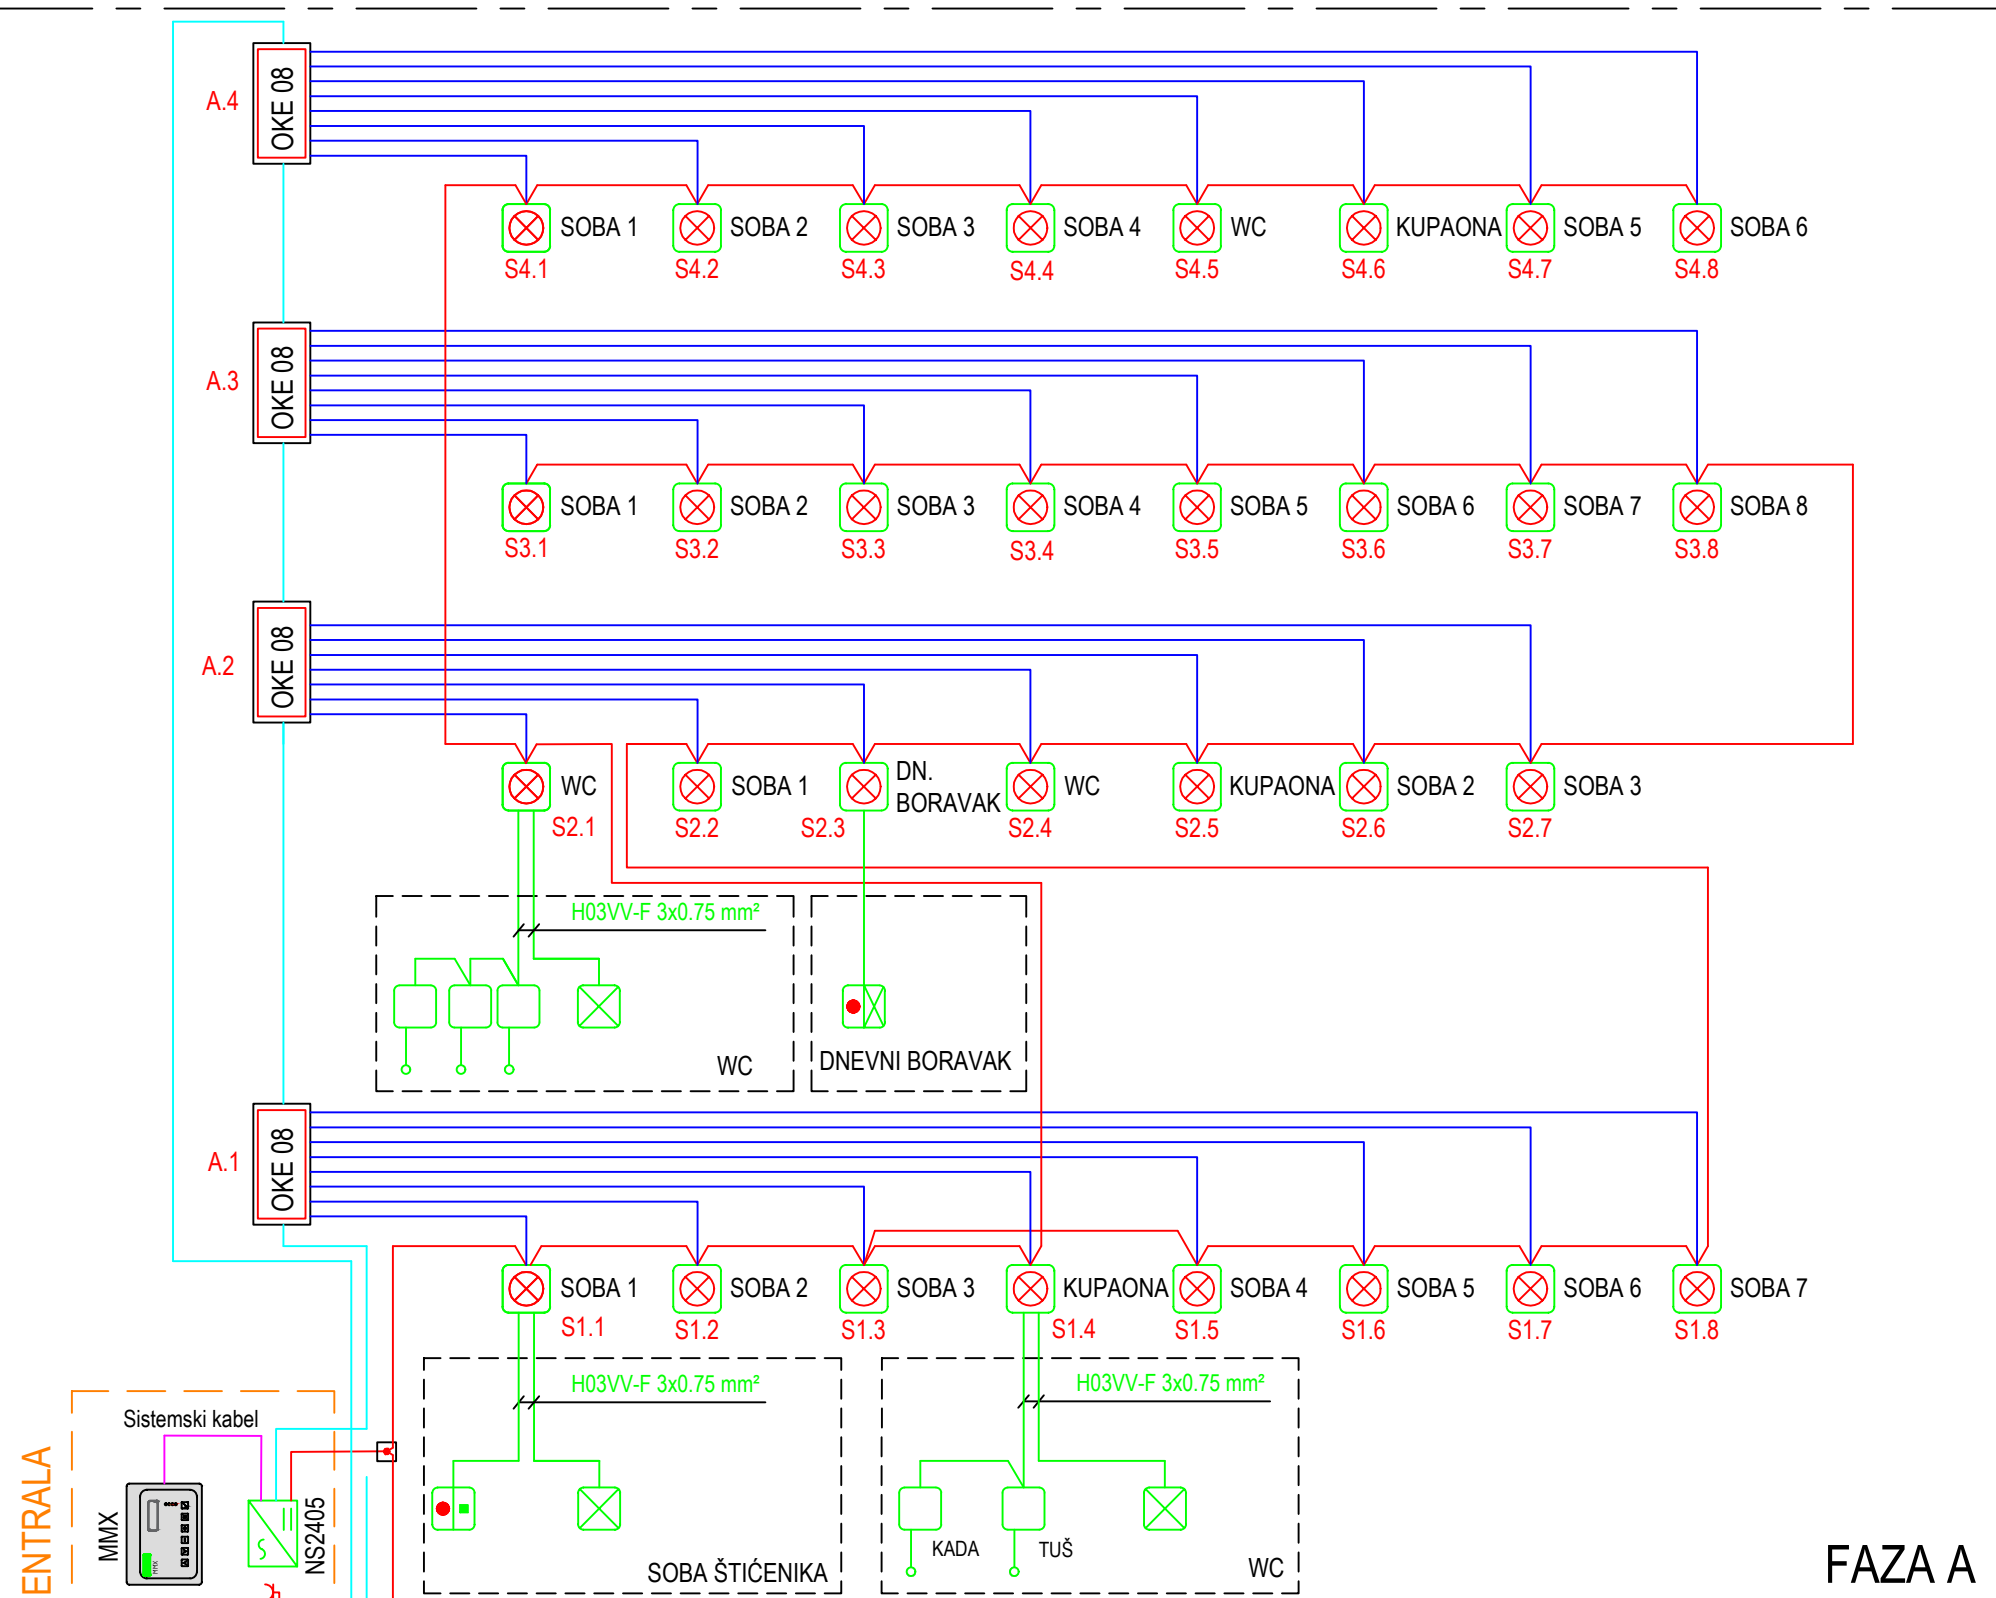 OKE 08
A.4
SOBA 1 SOBA 2 SOBA 3 SOBA 4 WC KUPAONA SOBA 5 SOBA 6
S4.1 S4.2 S4.3 S4.4 S4.5 S4.6 S4.7 S4.8
OKE 08
A.3
SOBA 1 SOBA 2 SOBA 3 SOBA 4 SOBA 5 SOBA 6 SOBA 7 SOBA 8
S3.1 S3.2 S3.3 S3.4 S3.5 S3.6 S3.7 S3.8
OKE 08
A.2
WC SOBA 1 DN. BORAVAK WC KUPAONA SOBA 2 SOBA 3
S2.1 S2.2 S2.3 S2.4 S2.5 S2.6 S2.7
H03VV-F 3x0.75 mm²
WC
DNEVNI BORAVAK
OKE 08
A.1
SOBA 1 SOBA 2 SOBA 3 KUPAONA SOBA 4 SOBA 5 SOBA 6 SOBA 7
S1.1 S1.2 S1.3 S1.4 S1.5 S1.6 S1.7 S1.8
H03VV-F 3x0.75 mm²
SOBA ŠTIĆENIKA
H03VV-F 3x0.75 mm²
KADA
TUŠ
WC
Sistemski kabel
ENTRALA
MMX
MMX
NS2405
FAZA A